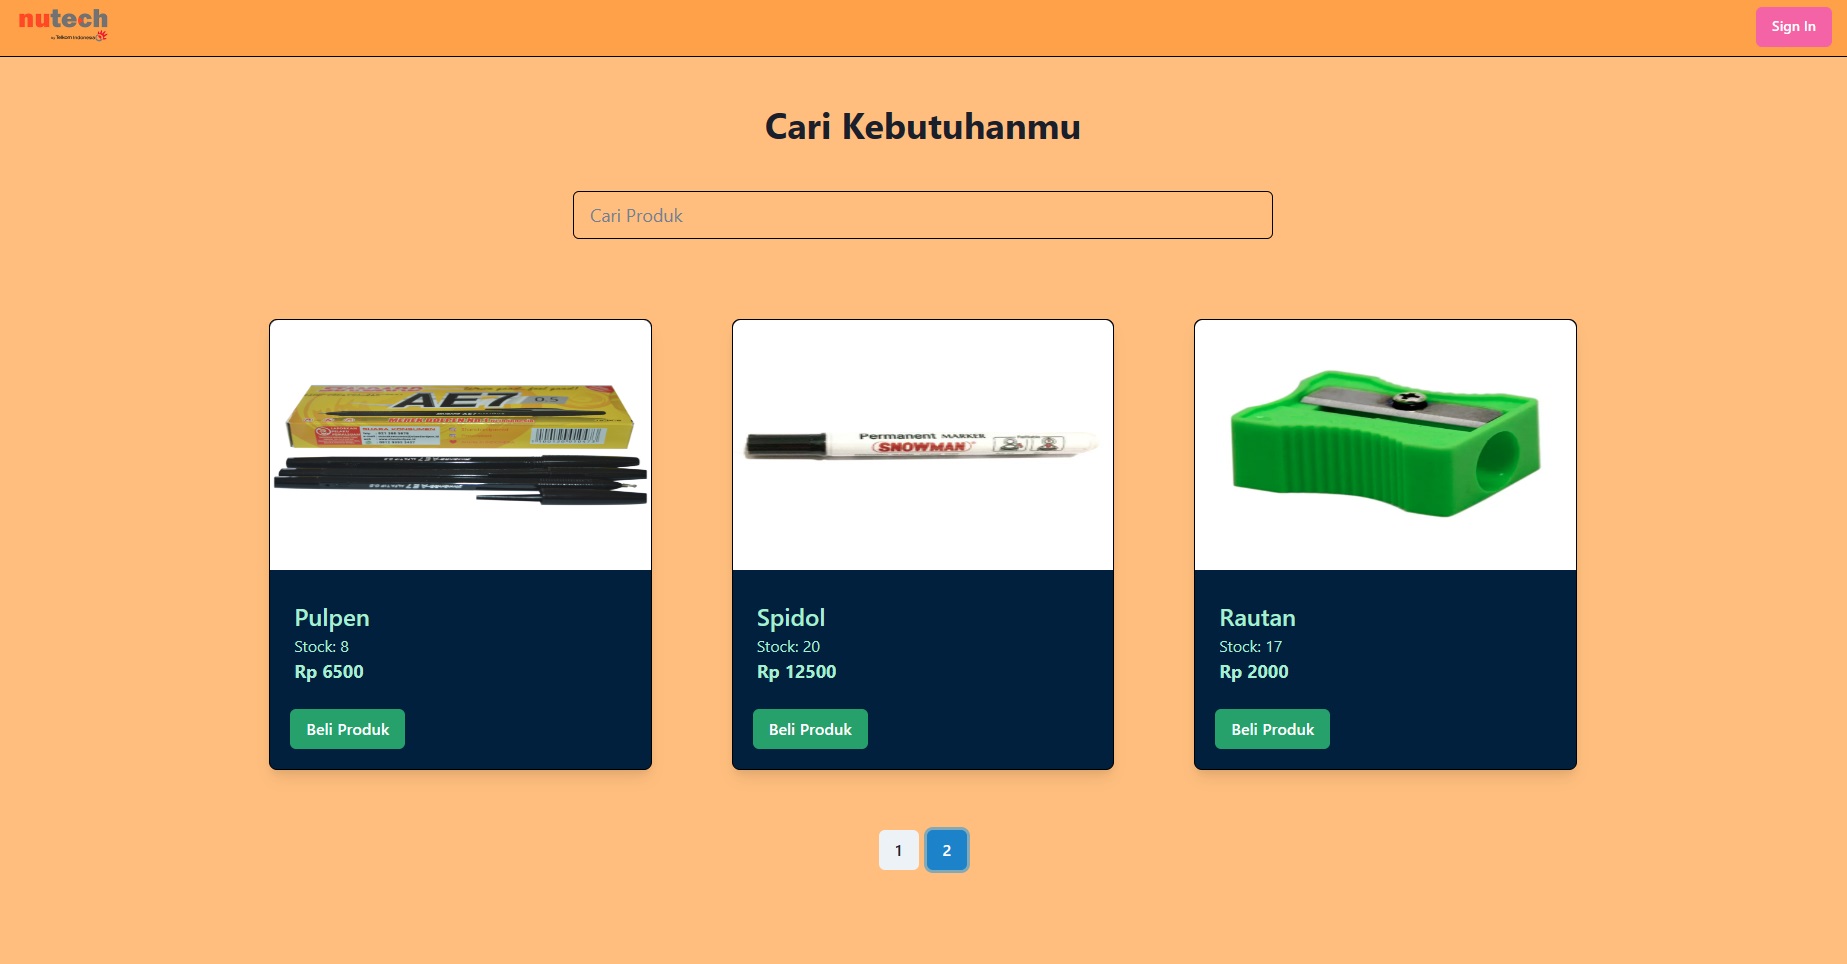 nutech
by Telkom Indonesia
Sign In
Cari Kebutuhanmu
Cari Produk
STANDARD
AE7 0.5
Permanent MARKER
SNOWMAN
Pulpen
Stock: 8
Rp 6500
Beli Produk
Spidol
Stock: 20
Rp 12500
Beli Produk
Rautan
Stock: 17
Rp 2000
Beli Produk
1 2